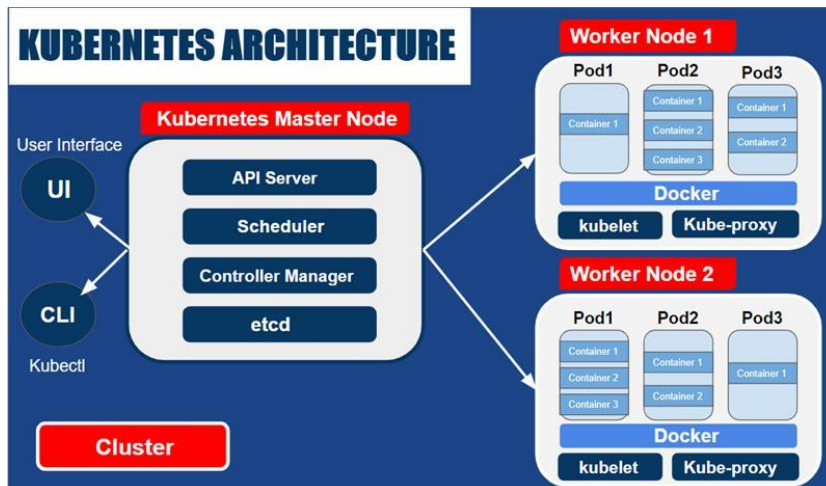 KUBERNETES ARCHITECTURE
Kubernetes Master Node
User Interface
UI
CLI
Kubectl
API Server
Scheduler
Controller Manager
etcd
Cluster
Worker Node 1
Pod1
Pod2
Pod3
Container 1
Container 1
Container 2
Container 3
Container 1
Container 2
Docker
kubelet
Kube-proxy
Worker Node 2
Pod1
Pod2
Pod3
Container 1
Container 2
Container 3
Container 1
Container 2
Container 1
Docker
kubelet
Kube-proxy